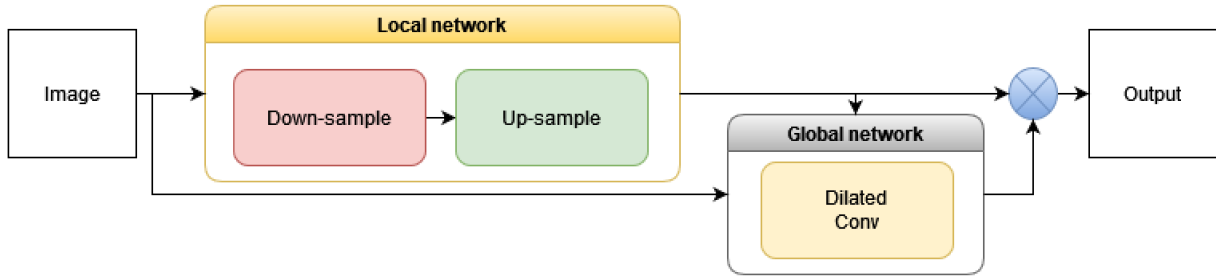 Local network
Image
Down-sample
Up-sample
Output
Global network
Dilated
Conv